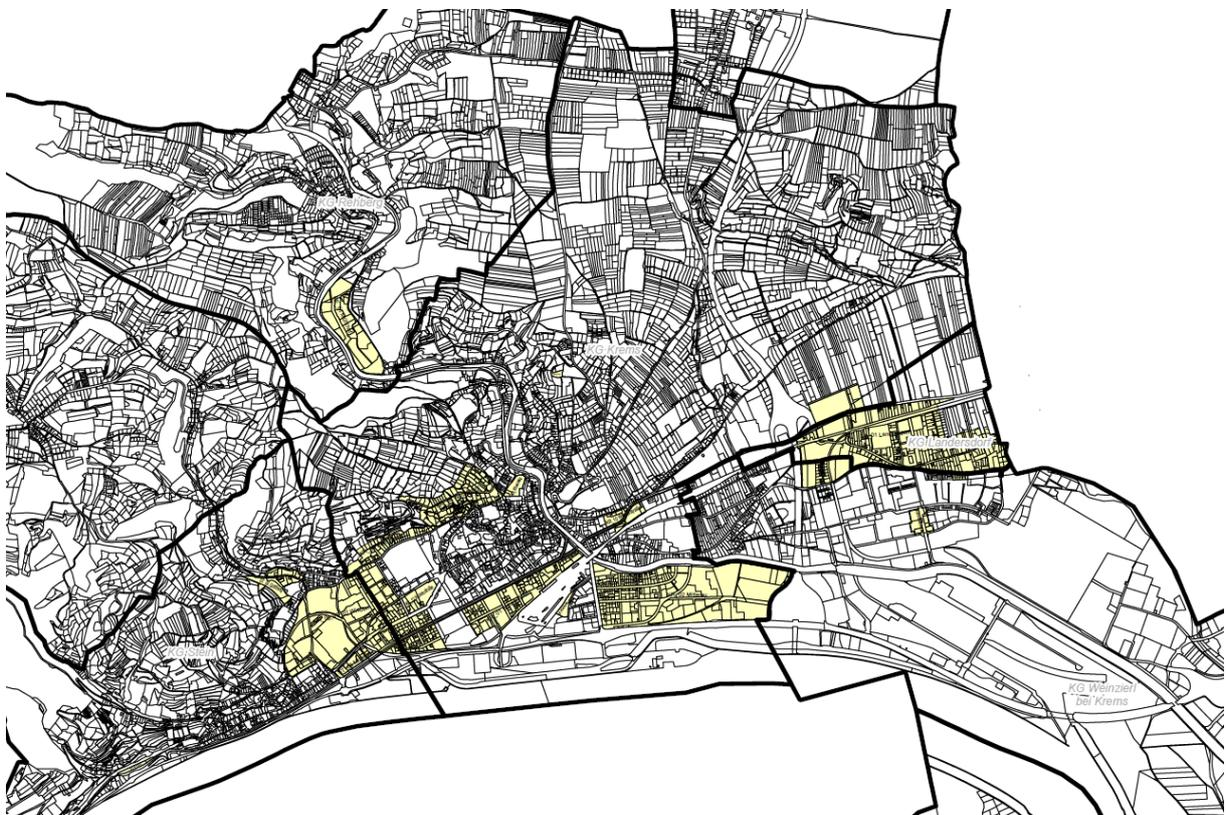 KG Rehberg
KG Krems
KG Landersdorf
KG Stein
KG Weinzierl
bei Krems